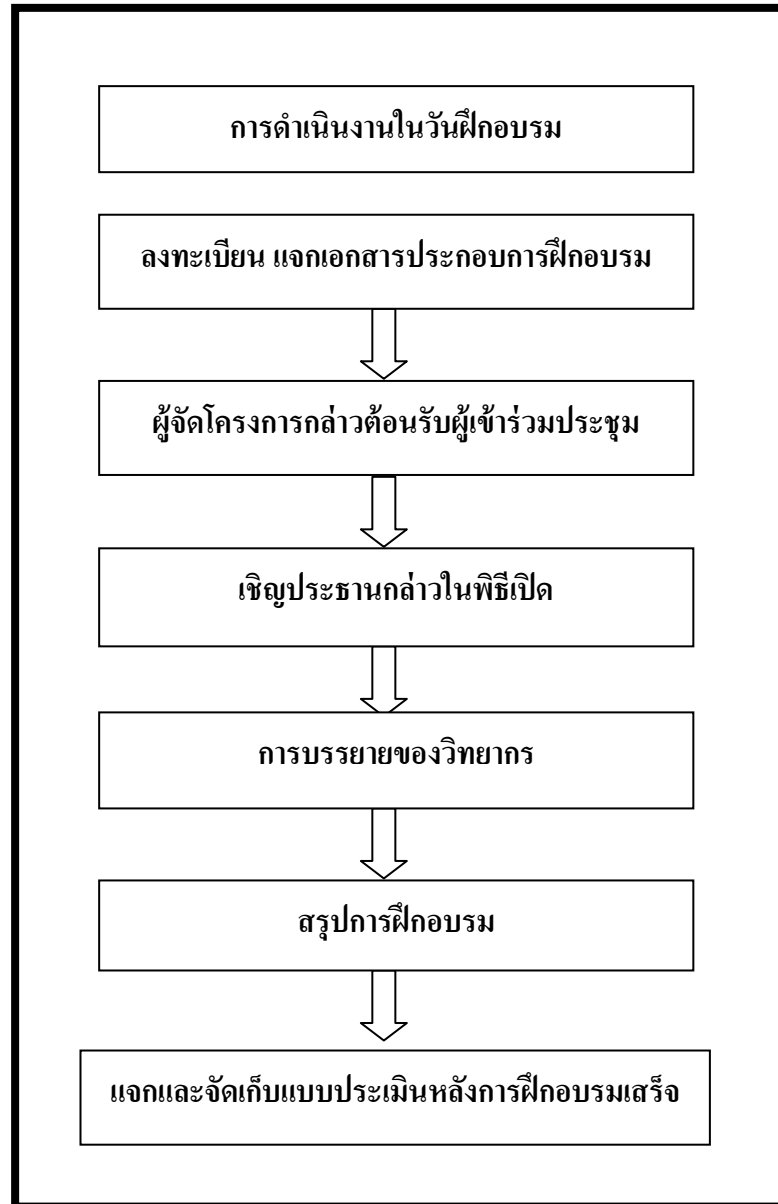 การดำเนินงานในวันฝึกอบรม
ลงทะเบียน แจกเอกสารประกอบการฝึกอบรม
ผู้จัดโครงการกล่าวต้อนรับผู้เข้าร่วมประชุม
เชิญประธานกล่าวในพิธีเปิด
การบรรยายของวิทยากร
สรุปการฝึกอบรม
แจกและจัดเก็บแบบประเมินหลังการฝึกอบรมเสร็จ